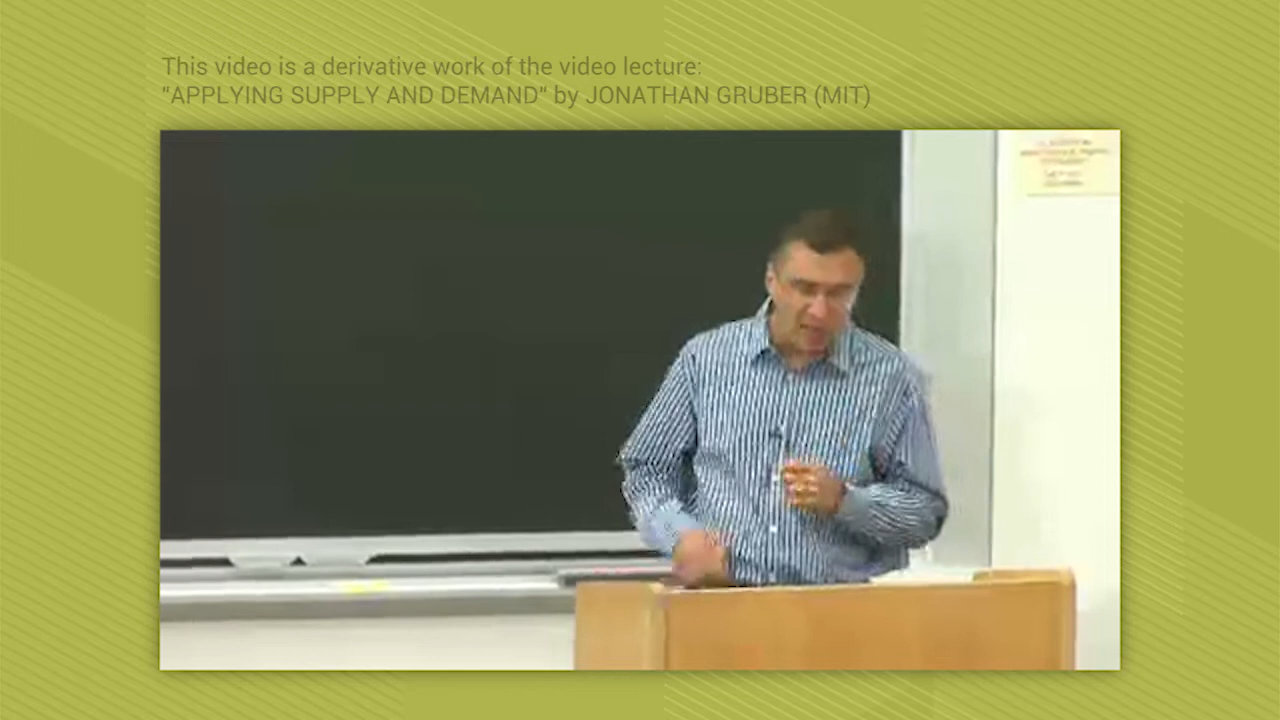 This video is a derivative work of the video lecture:
"APPLYING SUPPLY AND DEMAND" by JONATHAN GRUBER (MIT)